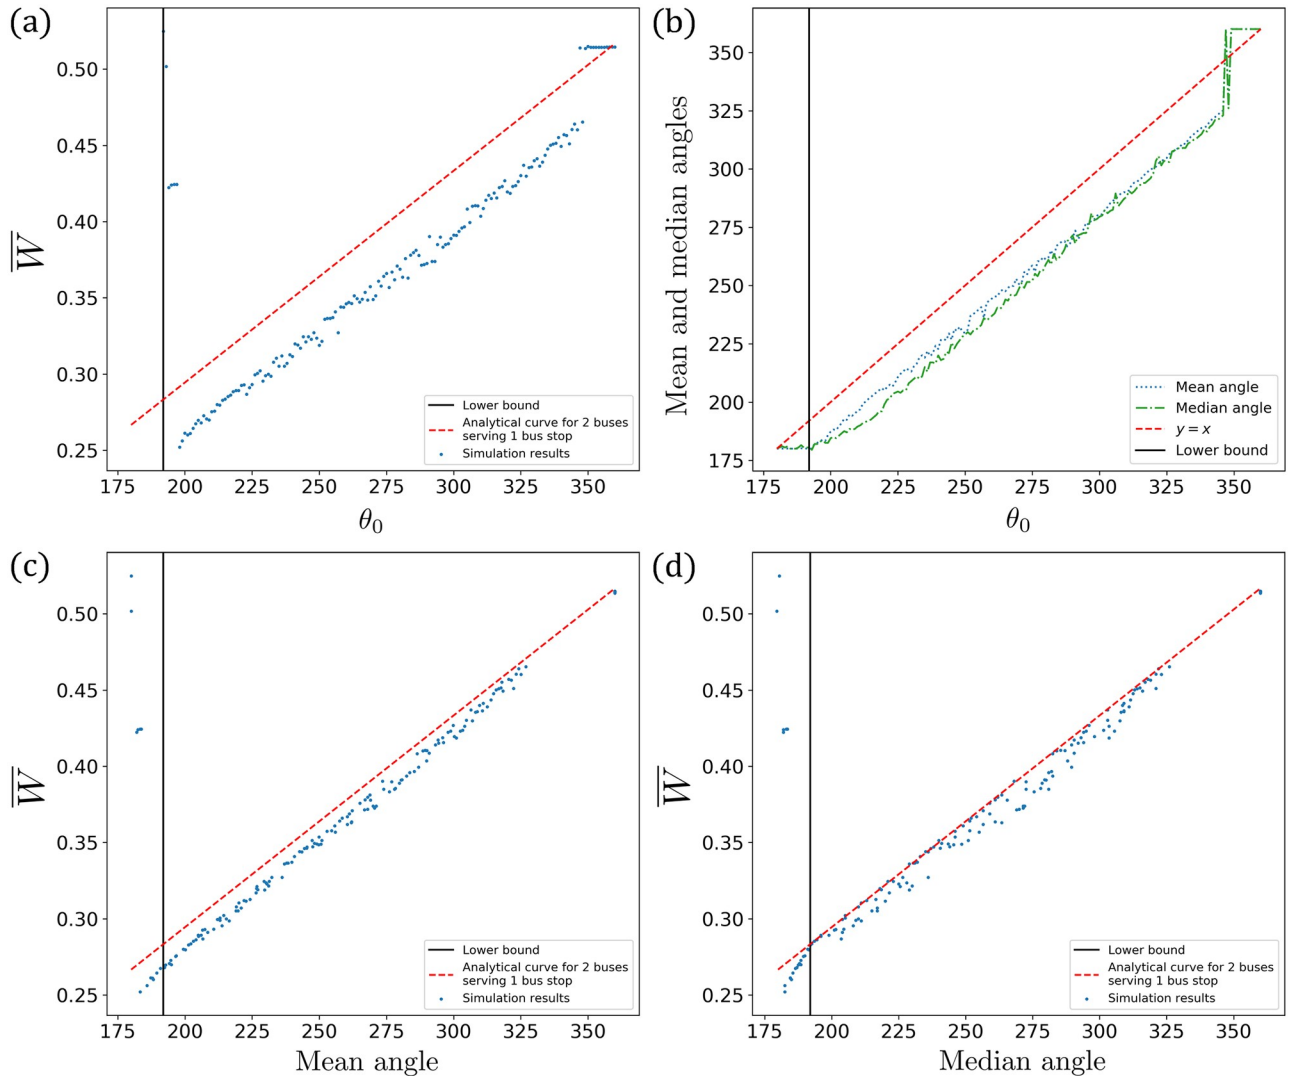 (a)
0.50
0.45
0.40
0.35
0.30
0.25
W̅
175 200 225 250 275 300 325 350
θ₀
Lower bound
Analytical curve for 2 buses
serving 1 bus stop
Simulation results
(b)
350
325
300
275
250
225
200
175
Mean and median angles
175 200 225 250 275 300 325 350
θ₀
Mean angle
Median angle
y = x
Lower bound
(c)
0.50
0.45
0.40
0.35
0.30
0.25
W̅
175 200 225 250 275 300 325 350
Mean angle
Lower bound
Analytical curve for 2 buses
serving 1 bus stop
Simulation results
(d)
0.50
0.45
0.40
0.35
0.30
0.25
W̅
175 200 225 250 275 300 325 350
Median angle
Lower bound
Analytical curve for 2 buses
serving 1 bus stop
Simulation results